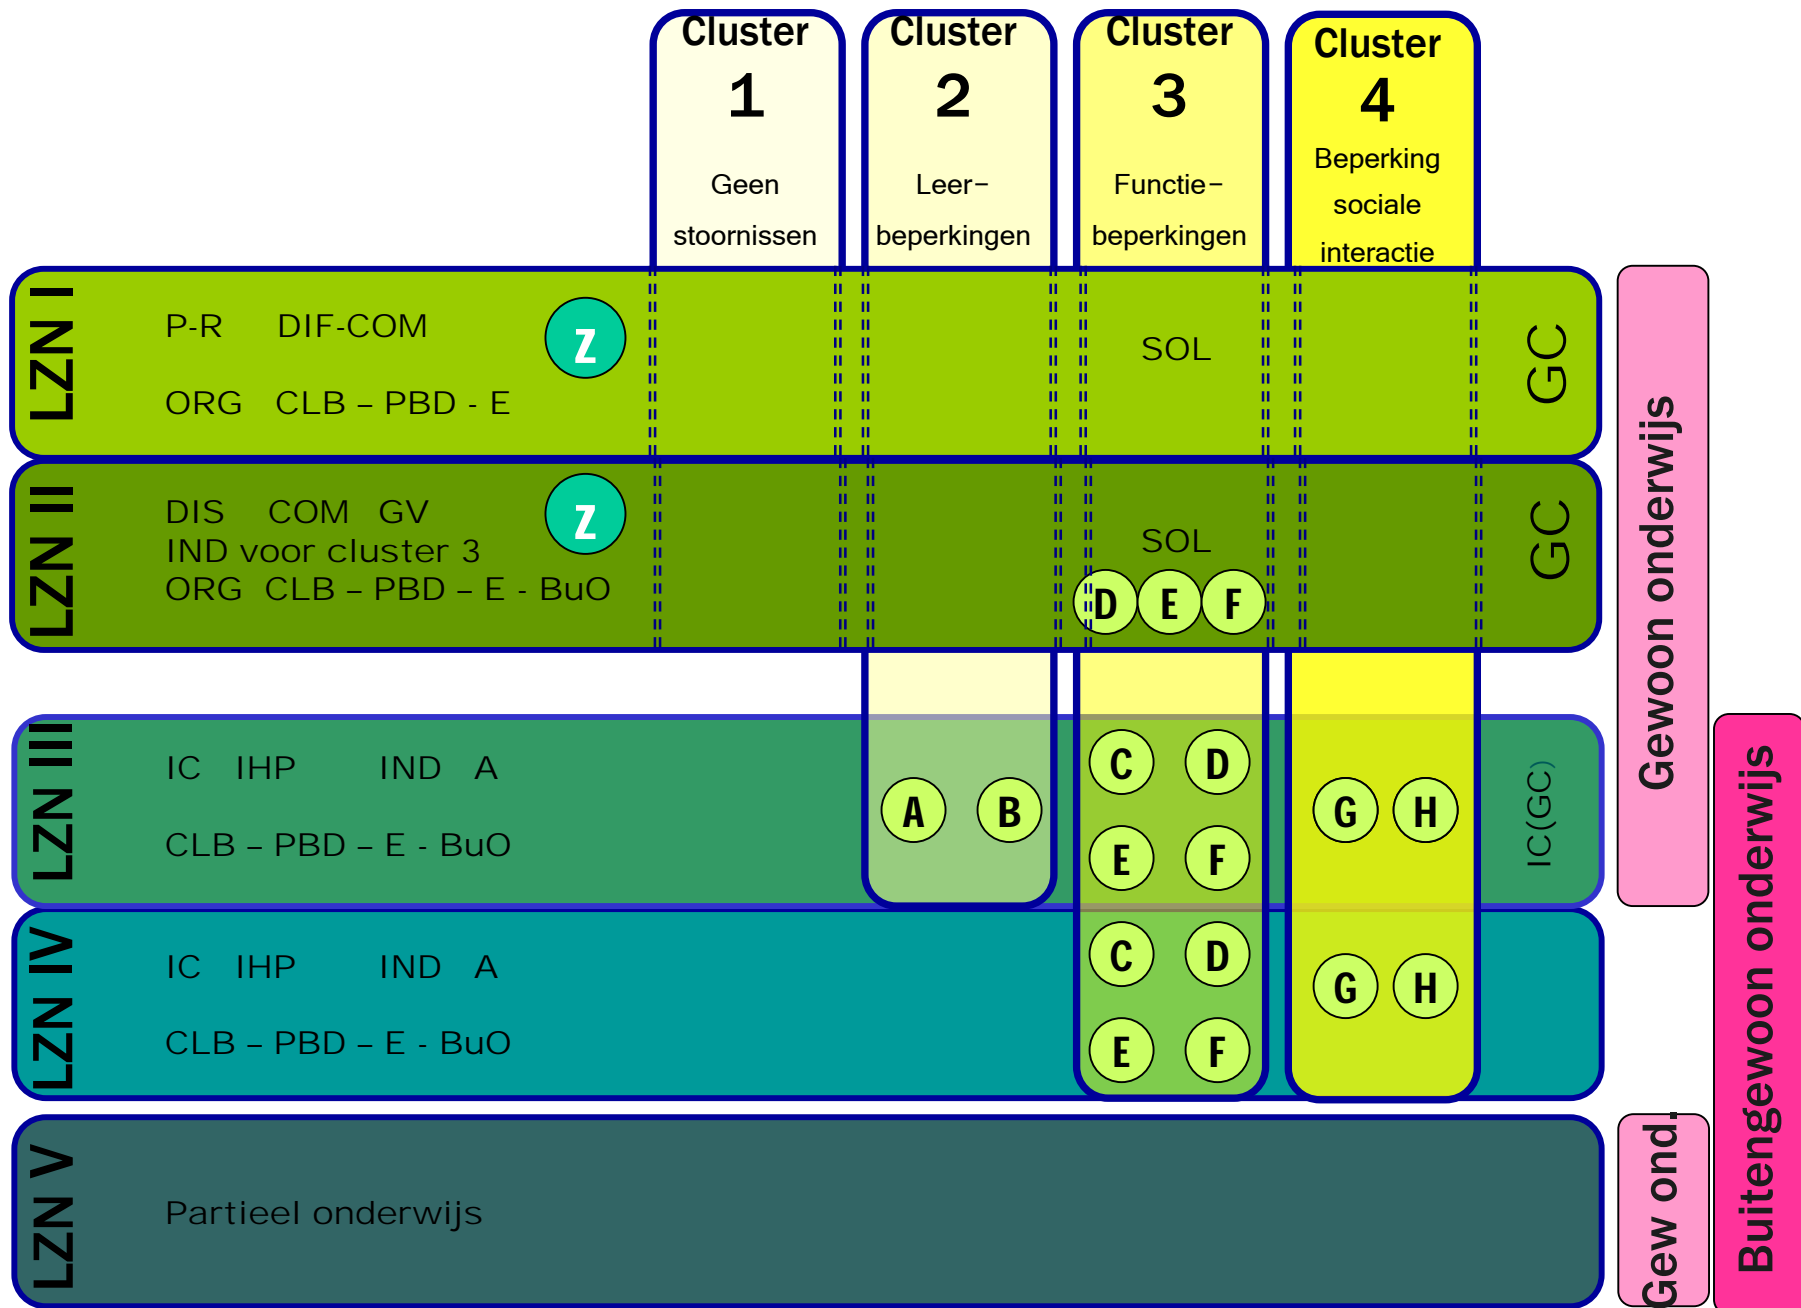 Cluster
1
Geen
stoornissen
Cluster
2
Leer-
beperkingen
Cluster
3
Functie-
beperkingen
Cluster
4
Beperking
sociale
interactie
LZN I
P-R DIF-COM
Z
ORG CLB – PBD - E
SOL
GC
LZN II
DIS COM GV
Z
IND voor cluster 3
ORG CLB – PBD – E - BuO
SOL
D E F
GC
Gewoon onderwijs
LZN III
IC IHP IND A
CLB – PBD – E - BuO
A B
C D
E F
G H
IC(GC)
LZN IV
IC IHP IND A
CLB – PBD – E - BuO
C D
E F
G H
Buitengewoon onderwijs
LZN V
Partieel onderwijs
Gew ond.